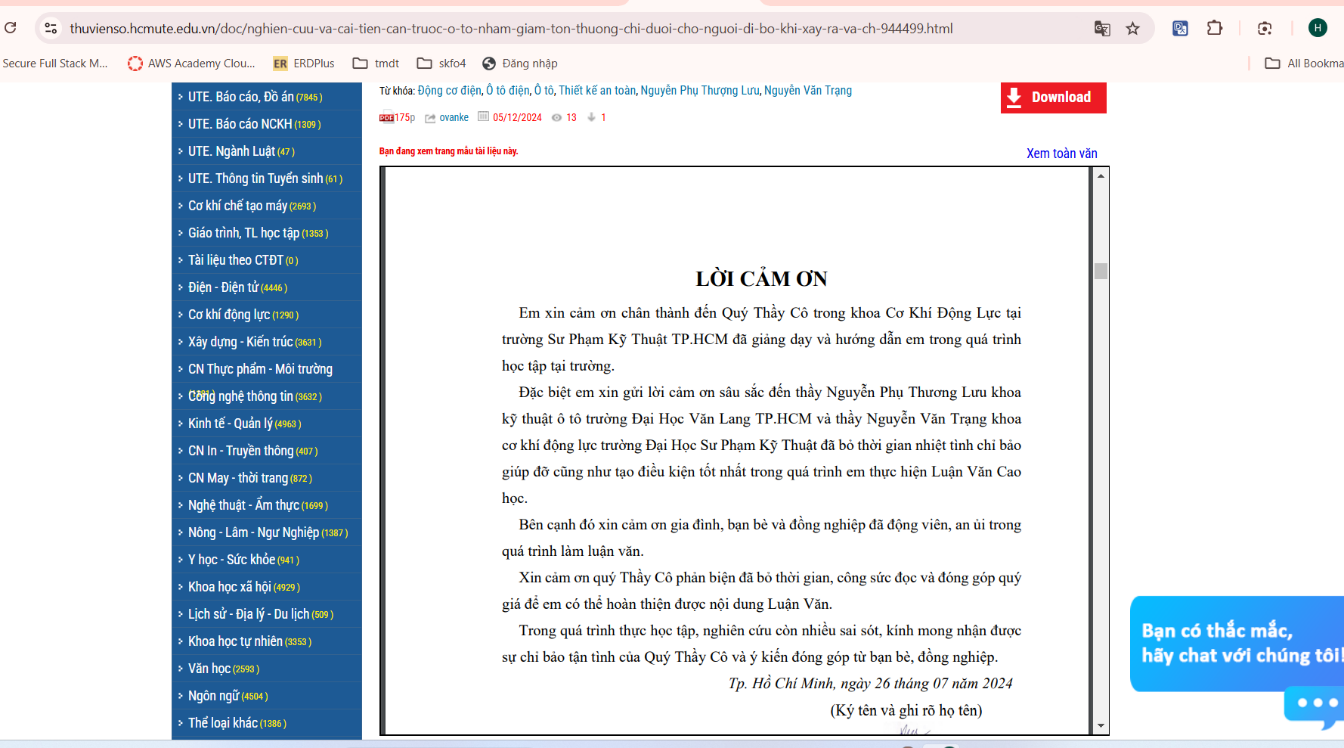 thuvienso.hcmute.edu.vn/doc/nghien-cuu-va-cai-tien-can-truoc-o-to-nham-giam-ton-thuong-chi-duoi-cho-nguoi-di-bo-khi-xay-ra-va-ch-944499.html
H
Secure Full Stack M...
AWS Academy Clou...
ER ERDPlus
tmdt
skfo4
Đăng nhập
All Bookma
UTE. Báo cáo, Đồ án (7845 )
UTE. Báo cáo NCKH (1309 )
UTE. Ngành Luật (47 )
UTE. Thông tin Tuyển sinh (61 )
Cơ khí chế tạo máy (2693 )
Giáo trình, TL học tập (1353 )
Tài liệu theo CTĐT (0 )
Điện - Điện tử (4446 )
Cơ khí động lực (1290 )
Xây dựng - Kiến trúc (3631 )
CN Thực phẩm - Môi trường
Công nghệ thông tin (3632 )
Kinh tế - Quản lý (4963 )
CN In - Truyền thông (407 )
CN May - thời trang (872 )
Nghệ thuật - Ẩm thực (1699 )
Nông - Lâm - Ngư Nghiệp (1387 )
Y học - Sức khỏe (941 )
Khoa học xã hội (4929 )
Lịch sử - Địa lý - Du lịch (509 )
Khoa học tự nhiên (3353 )
Văn học (2593 )
Ngôn ngữ (4504 )
Thể loại khác (1386 )
Từ khóa: Động cơ điện, Ô tô điện, Ô tô, Thiết kế an toàn, Nguyễn Phụ Thượng Lưu, Nguyễn Văn Trạng
Download
PDF 175p ovanke 05/12/2024 13 1
Bạn đang xem trang mẫu tài liệu này.
Xem toàn văn
LỜI CẢM ƠN
Em xin cảm ơn chân thành đến Quý Thầy Cô trong khoa Cơ Khí Động Lực tại
trường Sư Phạm Kỹ Thuật TP.HCM đã giảng dạy và hướng dẫn em trong quá trình
học tập tại trường.
Đặc biệt em xin gửi lời cảm ơn sâu sắc đến thầy Nguyễn Phụ Thương Lưu khoa
kỹ thuật ô tô trường Đại Học Văn Lang TP.HCM và thầy Nguyễn Văn Trạng khoa
cơ khí động lực trường Đại Học Sư Phạm Kỹ Thuật đã bỏ thời gian nhiệt tình chỉ bảo
giúp đỡ cũng như tạo điều kiện tốt nhất trong quá trình em thực hiện Luận Văn Cao
học.
Bên cạnh đó xin cảm ơn gia đình, bạn bè và đồng nghiệp đã động viên, an ủi trong
quá trình làm luận văn.
Xin cảm ơn quý Thầy Cô phản biện đã bỏ thời gian, công sức đọc và đóng góp quý
giá để em có thể hoàn thiện được nội dung Luận Văn.
Trong quá trình thực học tập, nghiên cứu còn nhiều sai sót, kính mong nhận được
sự chỉ bảo tận tình của Quý Thầy Cô và ý kiến đóng góp từ bạn bè, đồng nghiệp.
Tp. Hồ Chí Minh, ngày 26 tháng 07 năm 2024
(Ký tên và ghi rõ họ tên)
Bạn có thắc mắc,
hãy chat với chúng tôi!